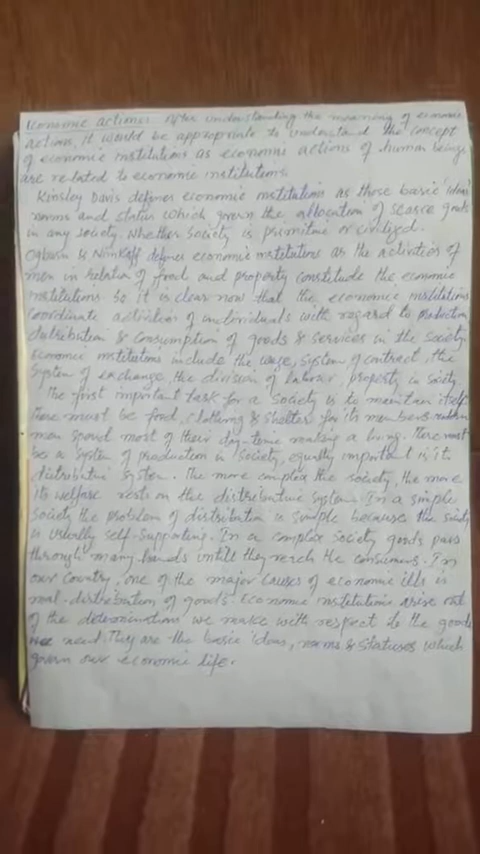 Economic actions: After understanding the meaning of economic
actions, it would be appropriate to understand the concept
of economic institutions as economic actions of human beings
are related to economic institutions.
Kinsley Davis defines economic institutions as those basic ideas
norms and status which govern the allocation of scarce goods
in any society. Whether society is primitive or civilized.
Ogburn & Nimkoff defines economic institutions as the activities of
men in relation of food and property constitude the economic
institutions So it is clear now that the economic institutions
Coordinate activities of individuals with regard to production
distribution & consumption of goods & services in the society
Economic institutions include the wage, system of contract, the
System of exchange, the division of labour, property in society.
The first important task for a society is to maintain itself
There must be food, clothing & shelter for its members
men spend most of their day-time making a living. There must
be a system of production in society, equally important is its
distribution system. The more complex the society, the more
its welfare rests on the distributive system. In a simple
society the problem of distribution is simple because the society
is usually self-supporting. In a complex society goods pass
through many hands untill they reach the consumers. In
our country, one of the major causes of economic ills is
mal-distribution of goods. Economic institutions arise out
of the determinations we make with respect to the goods
need. They are the basic ideas, norms & statuses which
govern our economic life.